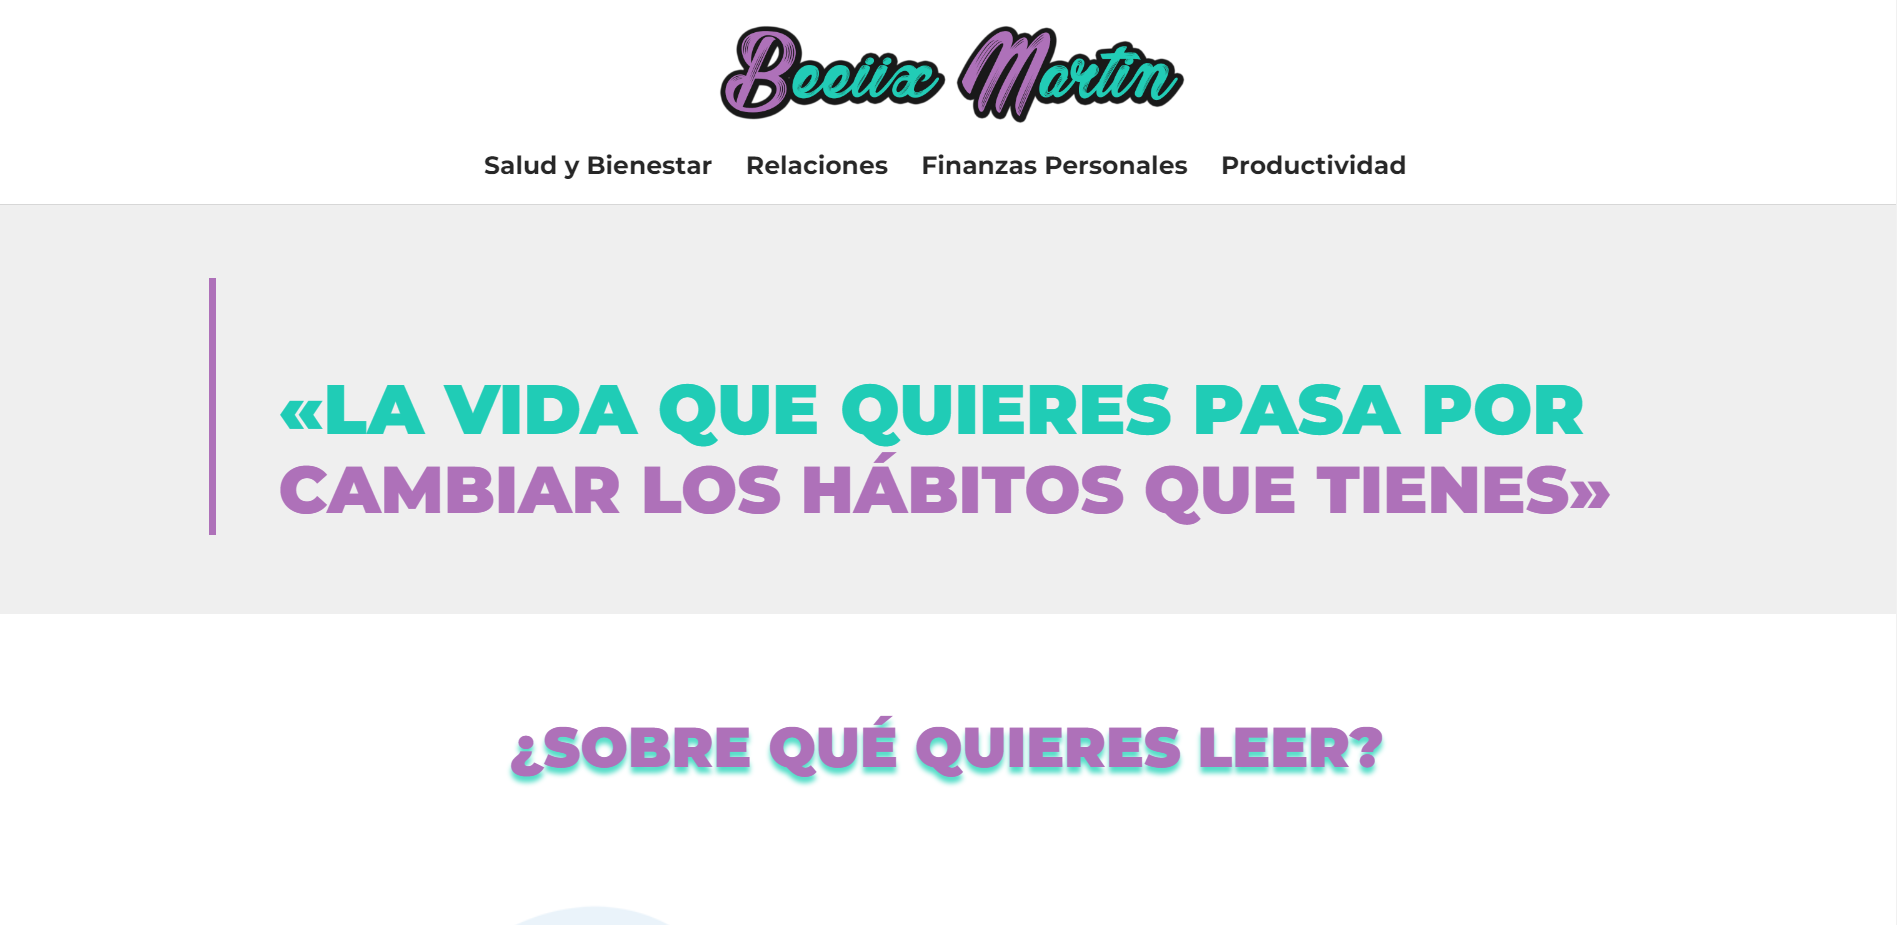 Beeiix Martin
Salud y Bienestar Relaciones Finanzas Personales Productividad
«LA VIDA QUE QUIERES PASA POR
CAMBIAR LOS HÁBITOS QUE TIENES»
¿SOBRE QUÉ QUIERES LEER?